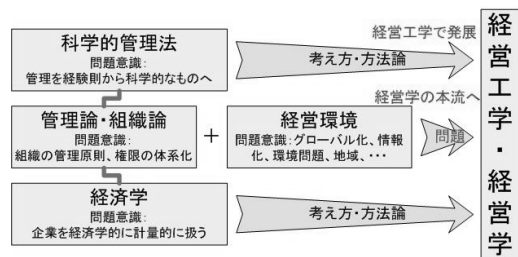 経営工学で発展
科学的管理法
問題意識:
管理を経験則から科学的なものへ
考え方・方法論
経営学の本流へ
管理論・組織論
問題意識:
組織の管理原則、権限の体系化
+
経営環境
問題意識:グローバル化、情報
化、環境問題、地域、・・・
問題
経済学
問題意識:
企業を経済学的に計量的に扱う
考え方・方法論
経営工学・経営学